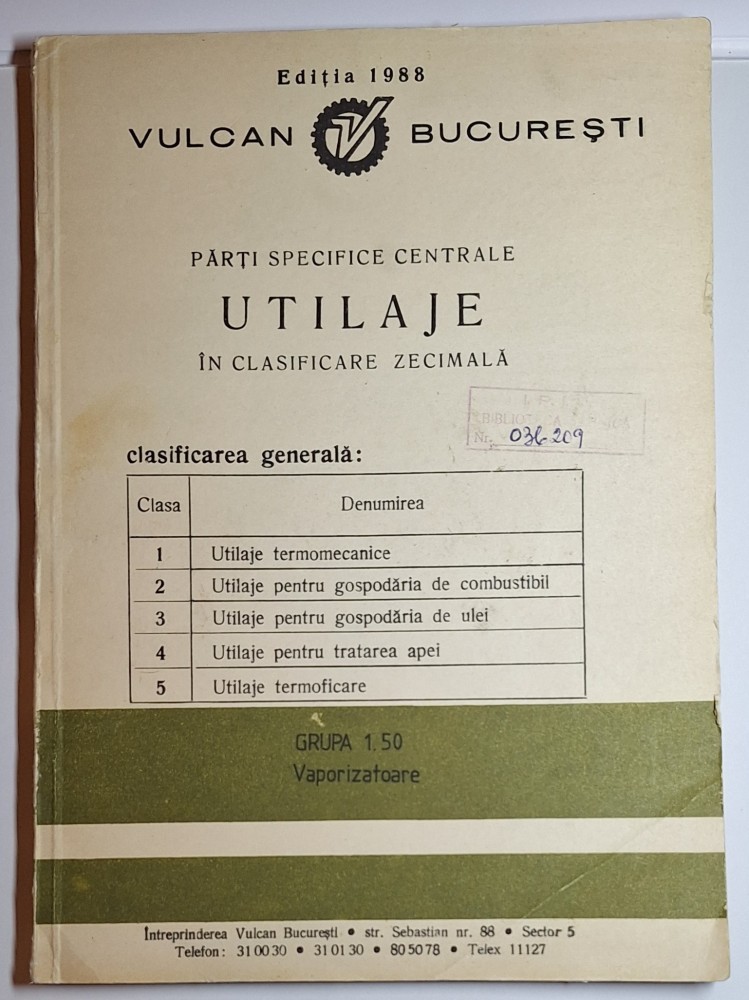 Ediția 1988
VULCAN BUCUREȘTI
PĂRȚI SPECIFICE CENTRALE
UTILAJE
ÎN CLASIFICARE ZECIMALĂ
Nr. 036-209
clasificarea generală:
Clasa Denumirea
1 Utilaje termomecanice
2 Utilaje pentru gospodăria de combustibil
3 Utilaje pentru gospodăria de ulei
4 Utilaje pentru tratarea apei
5 Utilaje termoficare
GRUPA 1.50
Vaporizatoare
Întreprinderea Vulcan București • str. Sebastian nr. 88 • Sector 5
Telefon: 310030 • 310130 • 805078 • Telex 11127